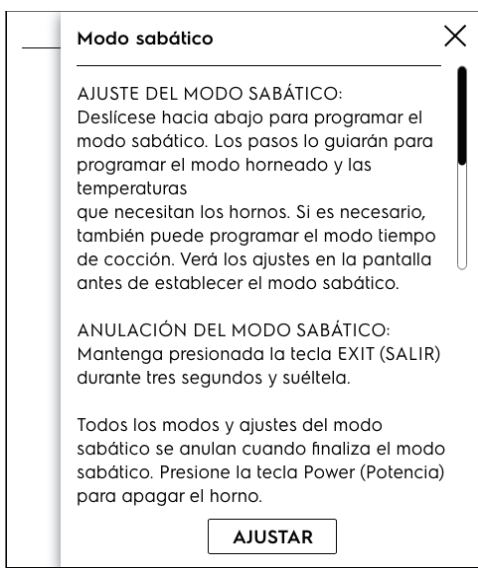 Modo sabático
AJUSTE DEL MODO SABÁTICO:
Deslícese hacia abajo para programar el
modo sabático. Los pasos lo guiarán para
programar el modo horneado y las
temperaturas
que necesitan los hornos. Si es necesario,
también puede programar el modo tiempo
de cocción. Verá los ajustes en la pantalla
antes de establecer el modo sabático.
ANULACIÓN DEL MODO SABÁTICO:
Mantenga presionada la tecla EXIT (SALIR)
durante tres segundos y suéltela.
Todos los modos y ajustes del modo
sabático se anulan cuando finaliza el modo
sabático. Presione la tecla Power (Potencia)
para apagar el horno.
AJUSTAR